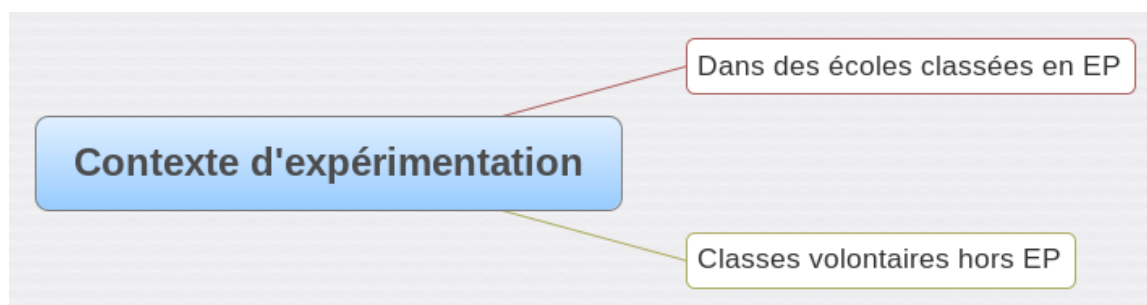 Dans des écoles classées en EP
Contexte d'expérimentation
Classes volontaires hors EP